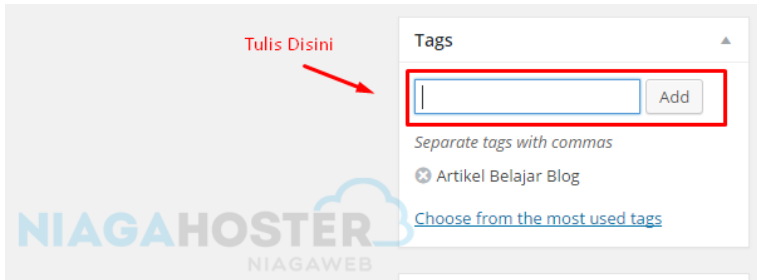 Tulis Disini
Tags
Add
Separate tags with commas
Artikel Belajar Blog
Choose from the most used tags
NIAGAHOSTER
NIAGAWEB